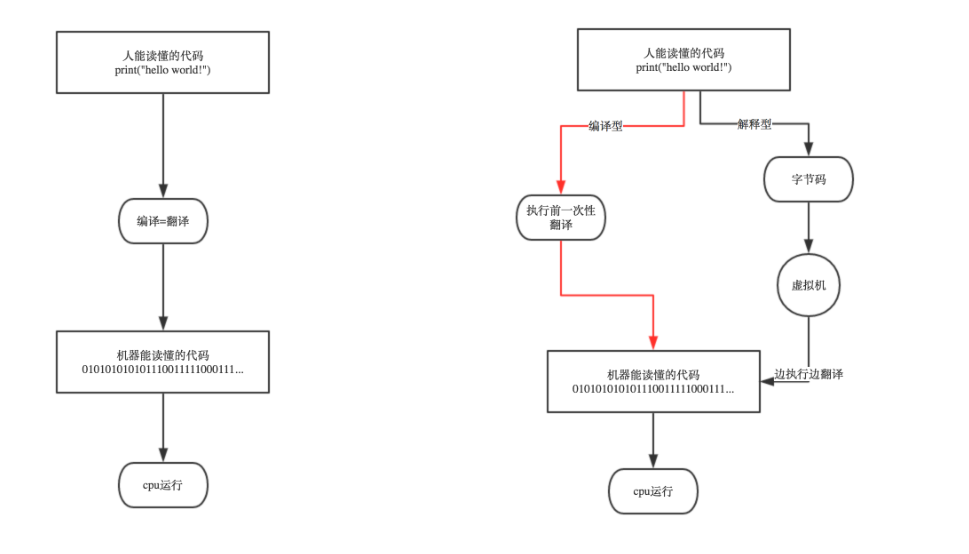 人能读懂的代码
print("hello world!")
编译=翻译
机器能读懂的代码
0101010101011100111111000111...
cpu运行
人能读懂的代码
print("hello world!")
编译型
解释型
执行前一次性
翻译
字节码
虚拟机
边执行边翻译
机器能读懂的代码
0101010101011100111111000111...
cpu运行